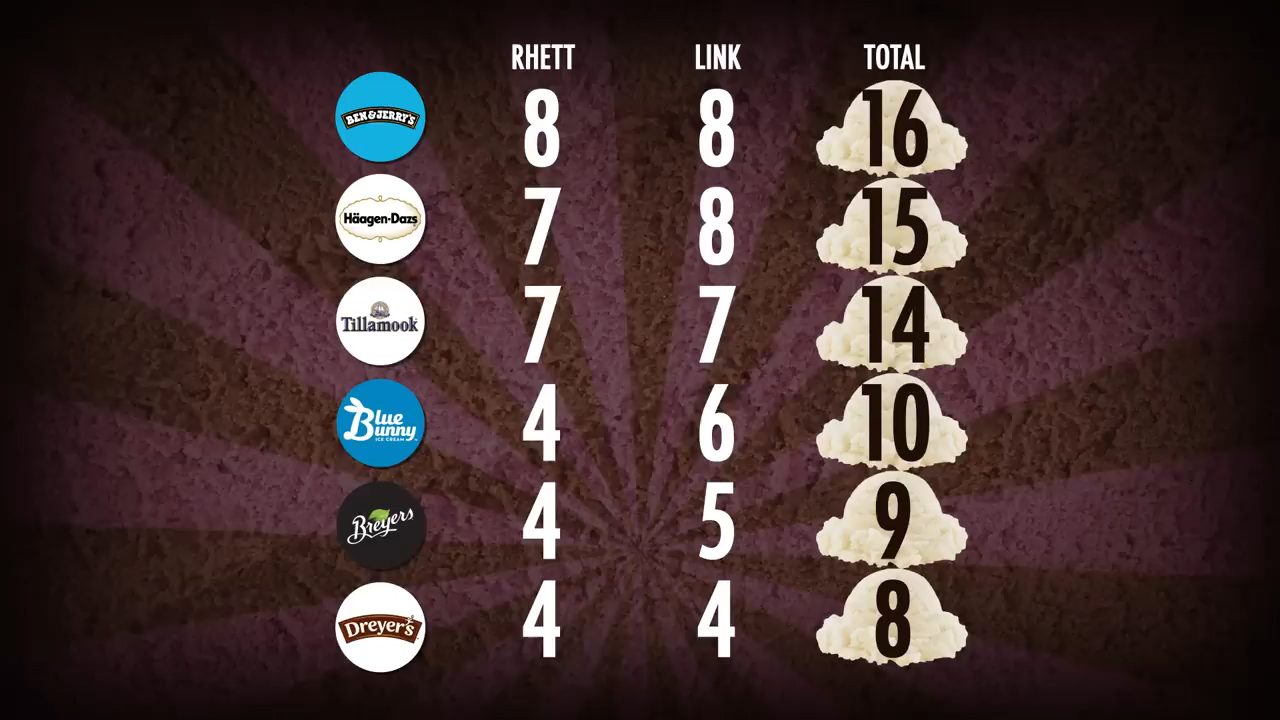 RHETT LINK TOTAL
BEN & JERRY'S 8 8 16
Häagen-Dazs 7 8 15
Tillamook 7 7 14
Blue Bunny ICE CREAM 4 6 10
Breyers 4 5 9
Dreyer's 4 4 8